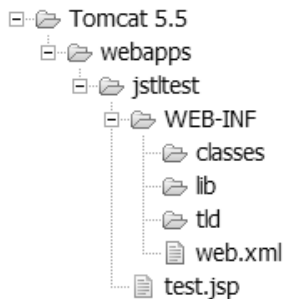 Tomcat 5.5
webapps
jstltest
WEB-INF
classes
lib
tld
web.xml
test.jsp